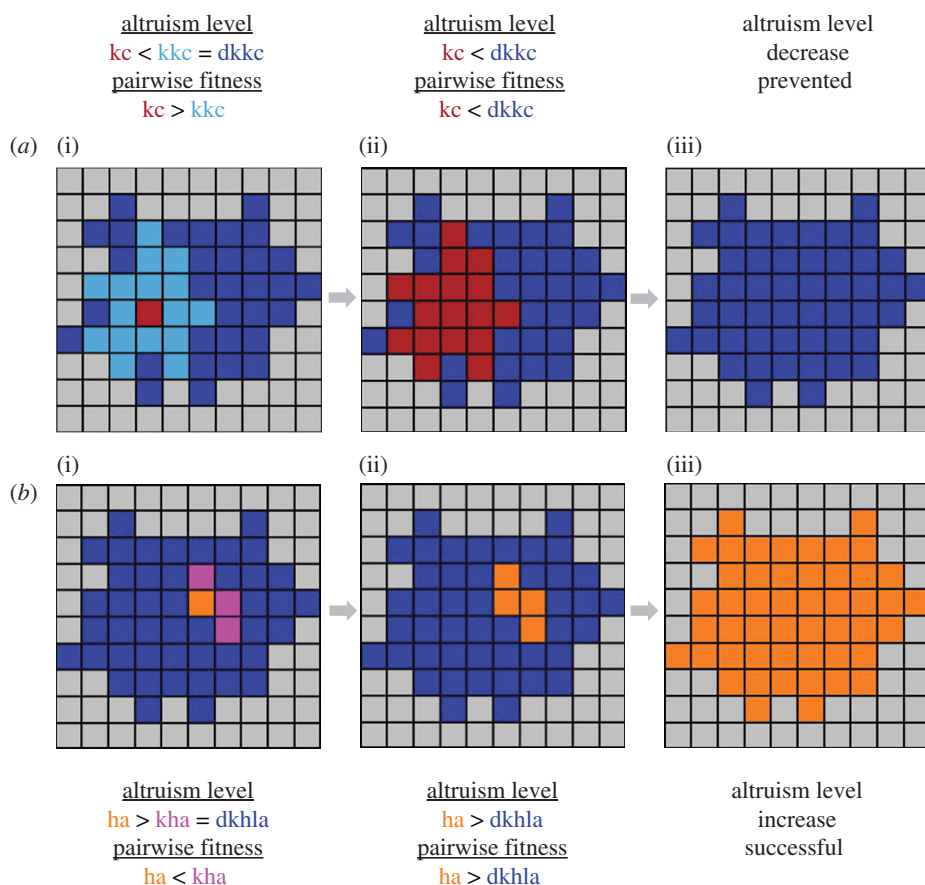 altruism level
kc < kkc = dkkc
pairwise fitness
kc > kkc
altruism level
kc < dkkc
pairwise fitness
kc < dkkc
altruism level
decrease
prevented
(a) (i)
(ii)
(iii)
(i)
(ii)
(iii)
(b)
altruism level
ha > kha = dkhla
pairwise fitness
ha < kha
altruism level
ha > dkhla
pairwise fitness
ha > dkhla
altruism level
increase
successful